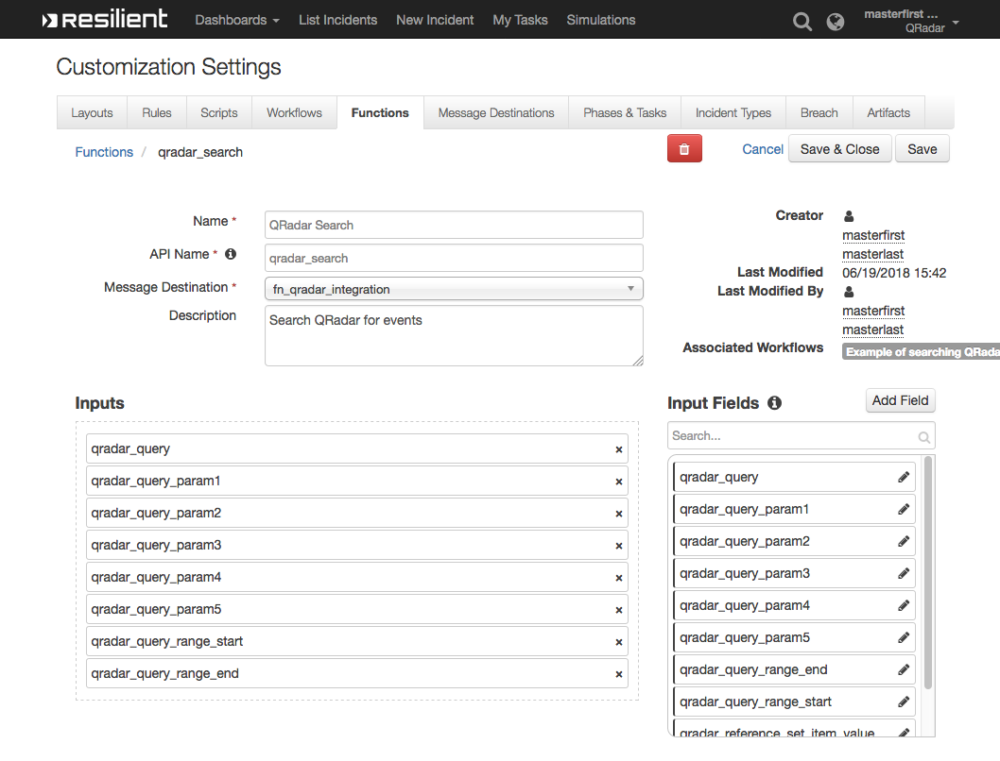 resilient Dashboards List Incidents New Incident My Tasks Simulations masterfirst ...
QRadar
Customization Settings
Layouts Rules Scripts Workflows Functions Message Destinations Phases & Tasks Incident Types Breach Artifacts
Functions / qradar_search Cancel Save & Close Save
Name * QRadar Search
API Name * qradar_search
Message Destination * fn_qradar_integration
Description Search QRadar for events
Creator
masterfirst
masterlast
Last Modified 06/19/2018 15:42
Last Modified By
masterfirst
masterlast
Associated Workflows Example of searching QRada
Inputs
qradar_query ×
qradar_query_param1 ×
qradar_query_param2 ×
qradar_query_param3 ×
qradar_query_param4 ×
qradar_query_param5 ×
qradar_query_range_start ×
qradar_query_range_end ×
Input Fields Add Field
Search...
qradar_query
qradar_query_param1
qradar_query_param2
qradar_query_param3
qradar_query_param4
qradar_query_param5
qradar_query_range_end
qradar_query_range_start
qradar_reference_set_item_value